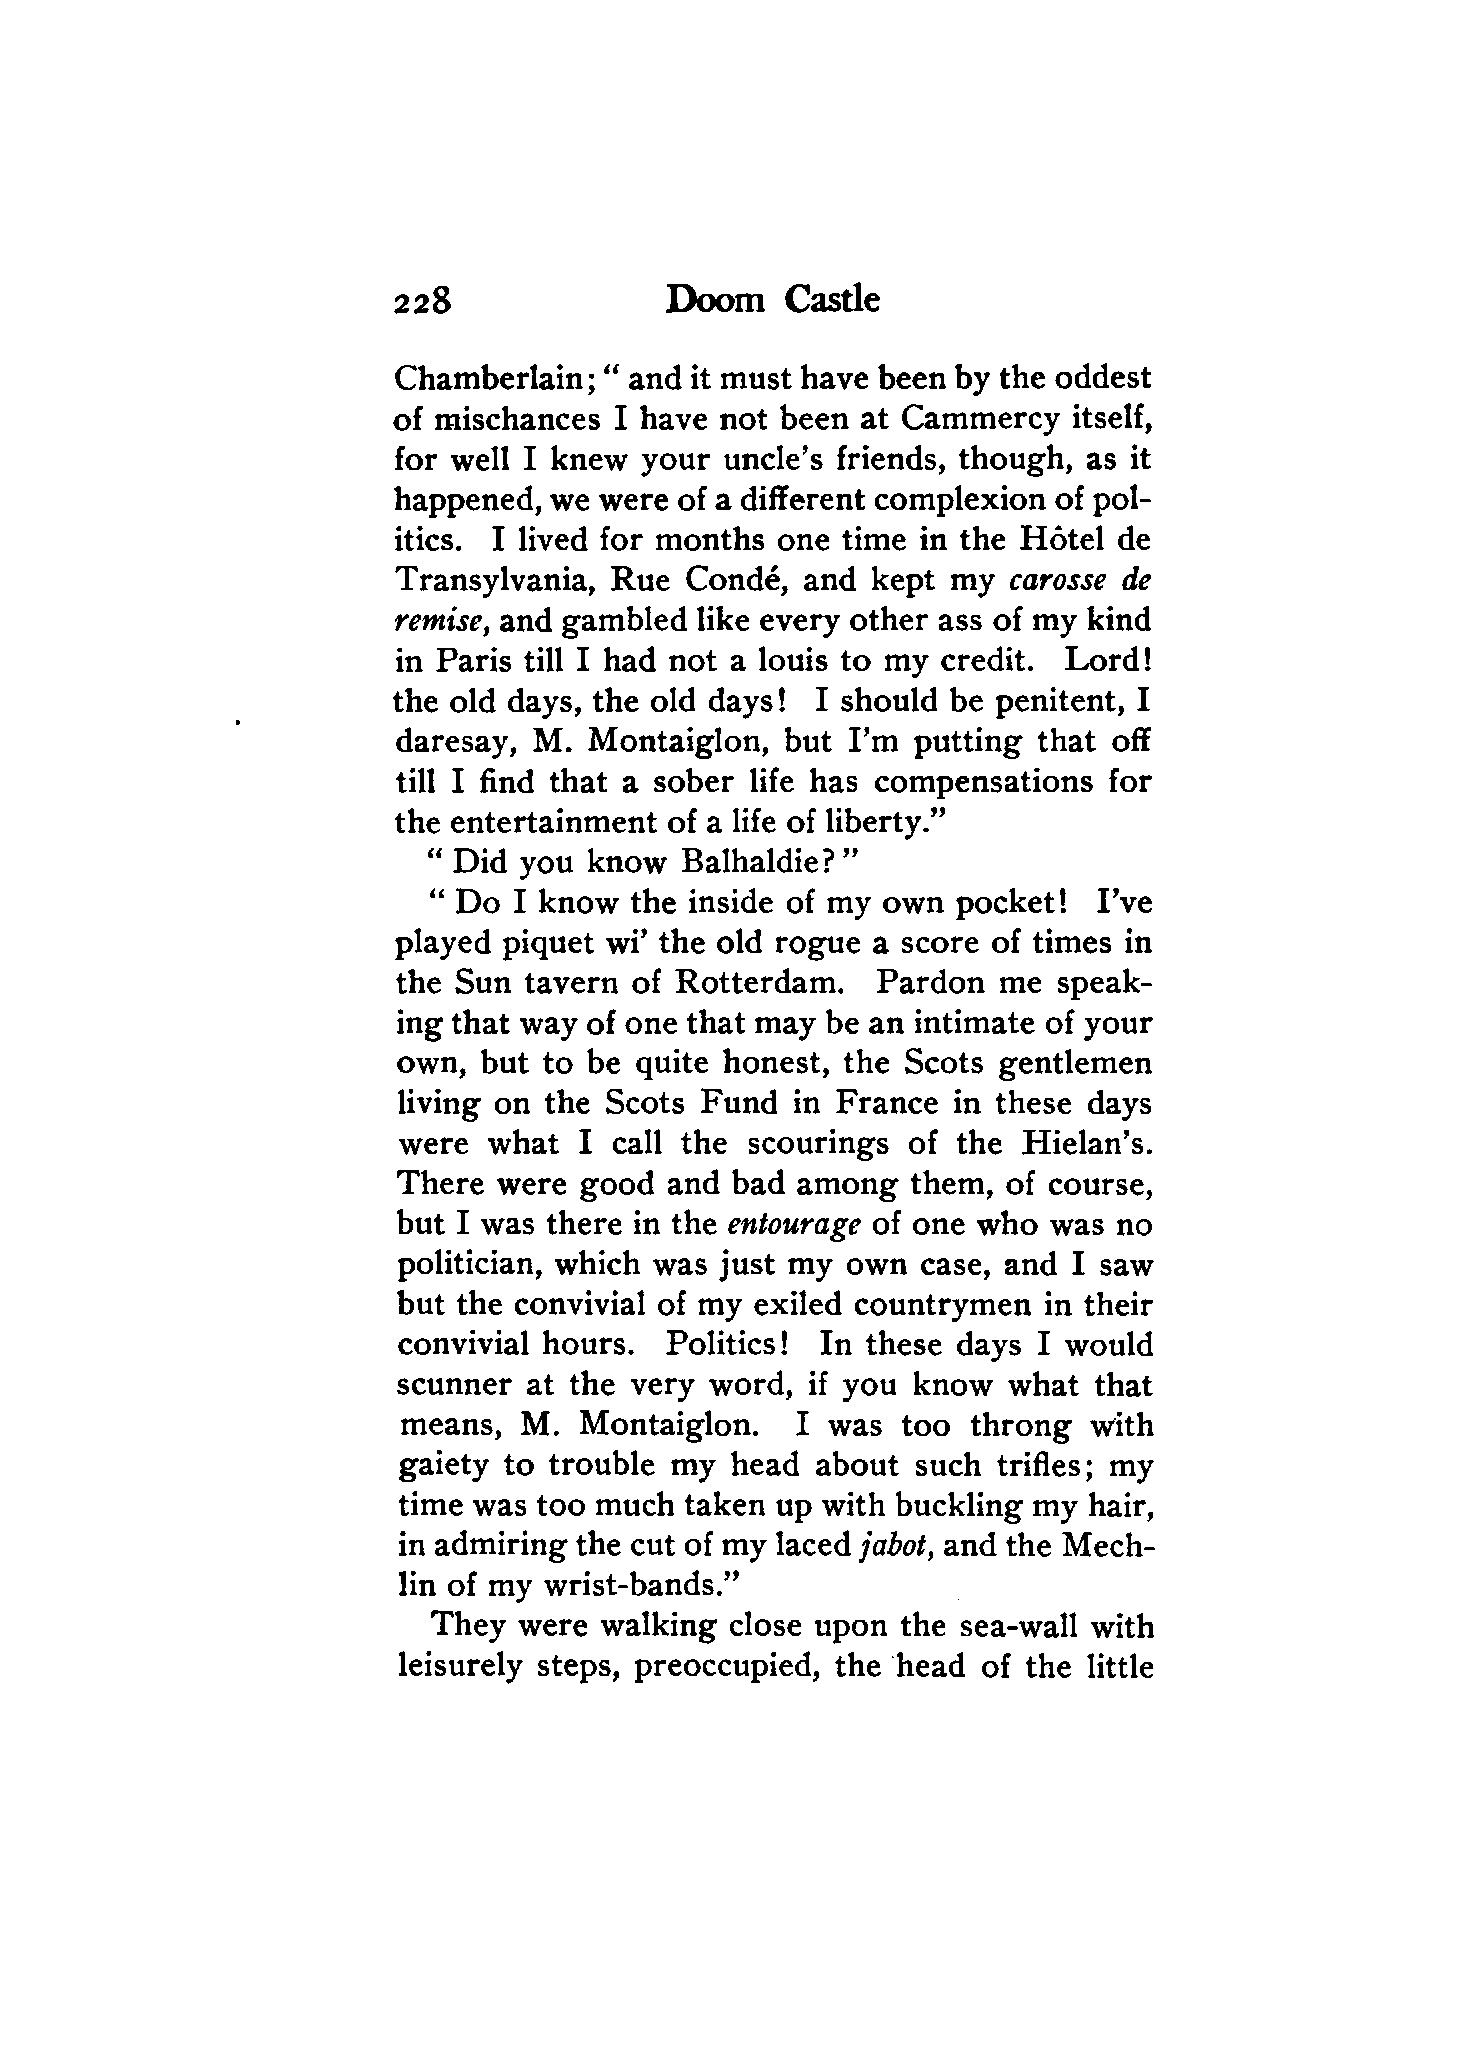 228 Doom Castle
Chamberlain; “ and it must have been by the oddest
of mischances I have not been at Cammercy itself,
for well I knew your uncle’s friends, though, as it
happened, we were of a different complexion of pol-
itics. I lived for months one time in the Hôtel de
Transylvania, Rue Condé, and kept my carosse de
remise, and gambled like every other ass of my kind
in Paris till I had not a louis to my credit. Lord!
the old days, the old days! I should be penitent, I
daresay, M. Montaiglon, but I’m putting that off
till I find that a sober life has compensations for
the entertainment of a life of liberty.”
“ Did you know Balhaldie? ”
“ Do I know the inside of my own pocket! I’ve
played piquet wi’ the old rogue a score of times in
the Sun tavern of Rotterdam. Pardon me speak-
ing that way of one that may be an intimate of your
own, but to be quite honest, the Scots gentlemen
living on the Scots Fund in France in these days
were what I call the scourings of the Hielan’s.
There were good and bad among them, of course,
but I was there in the entourage of one who was no
politician, which was just my own case, and I saw
but the convivial of my exiled countrymen in their
convivial hours. Politics! In these days I would
scunner at the very word, if you know what that
means, M. Montaiglon. I was too throng with
gaiety to trouble my head about such trifles; my
time was too much taken up with buckling my hair,
in admiring the cut of my laced jabot, and the Mech-
lin of my wrist-bands.”
They were walking close upon the sea-wall with
leisurely steps, preoccupied, the head of the little